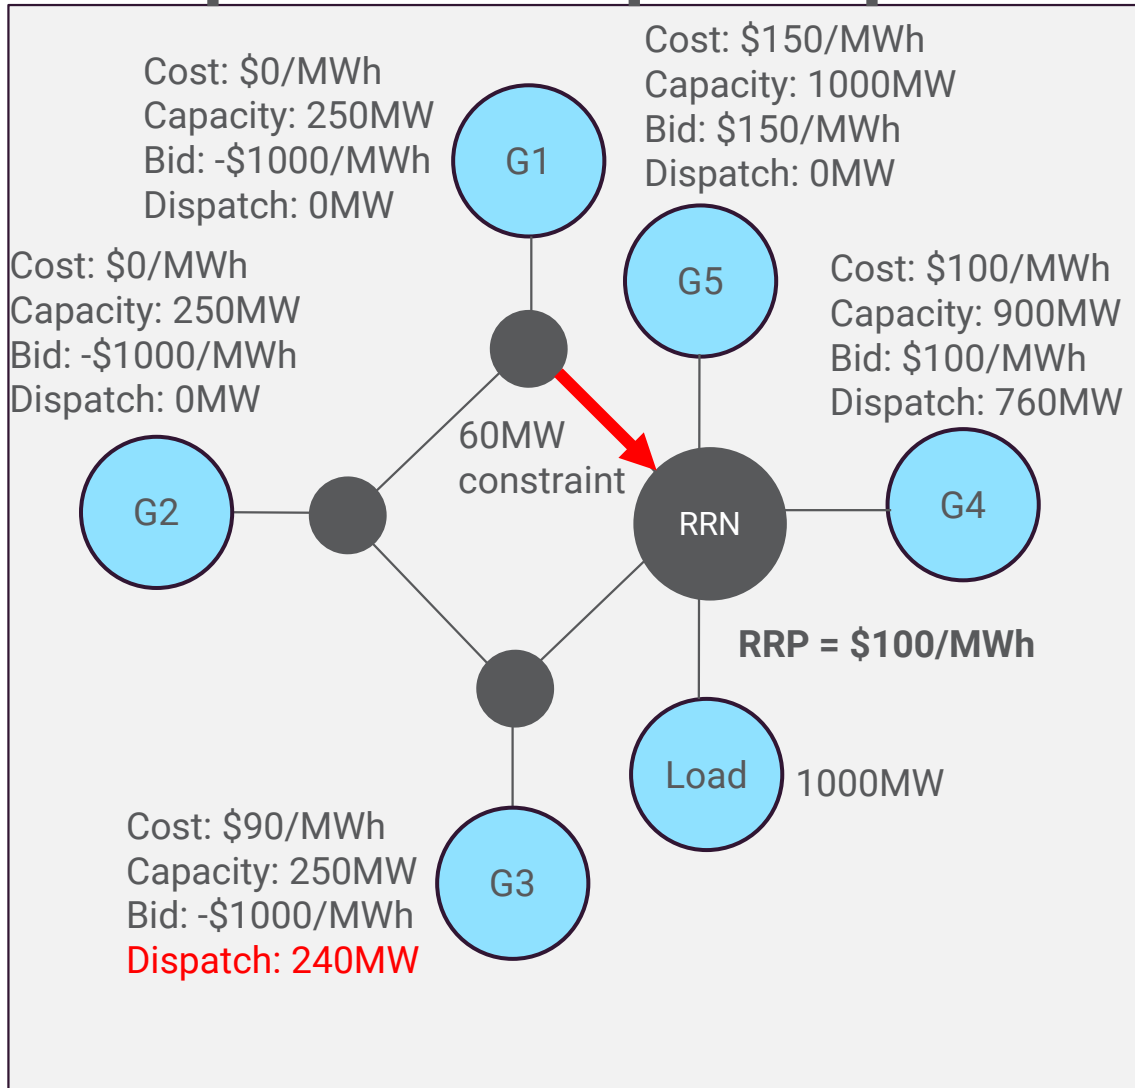 Cost: $0/MWh
Capacity: 250MW
Bid: -$1000/MWh
Dispatch: 0MW
G1
Cost: $150/MWh
Capacity: 1000MW
Bid: $150/MWh
Dispatch: 0MW
G5
Cost: $0/MWh
Capacity: 250MW
Bid: -$1000/MWh
Dispatch: 0MW
G2
Cost: $100/MWh
Capacity: 900MW
Bid: $100/MWh
Dispatch: 760MW
G4
60MW
constraint
RRN
RRP = $100/MWh
Load
1000MW
Cost: $90/MWh
Capacity: 250MW
Bid: -$1000/MWh
Dispatch: 240MW
G3